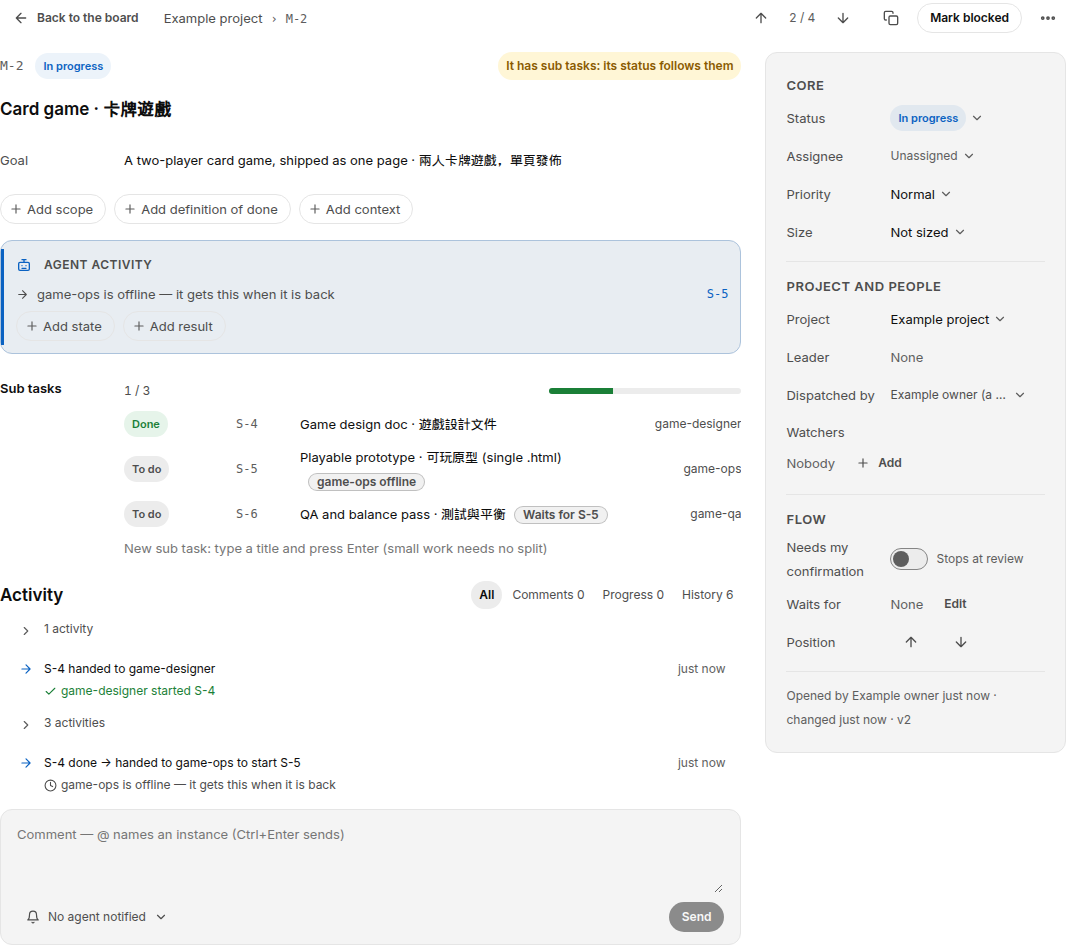 Back to the board
Example project › M-2
2 / 4
Mark blocked
M-2 In progress
It has sub tasks: its status follows them
Card game · 卡牌遊戲
Goal
A two-player card game, shipped as one page · 兩人卡牌遊戲，單頁發佈
+ Add scope
+ Add definition of done
+ Add context
AGENT ACTIVITY
→ game-ops is offline — it gets this when it is back
S-5
+ Add state
+ Add result
Sub tasks
1 / 3
Done S-4 Game design doc · 遊戲設計文件 game-designer
To do S-5 Playable prototype · 可玩原型 (single .html) game-ops
game-ops offline
To do S-6 QA and balance pass · 測試與平衡 Waits for S-5 game-qa
New sub task: type a title and press Enter (small work needs no split)
Activity
All Comments 0 Progress 0 History 6
1 activity
→ S-4 handed to game-designer just now
✓ game-designer started S-4
3 activities
→ S-4 done → handed to game-ops to start S-5 just now
game-ops is offline — it gets this when it is back
Comment — @ names an instance (Ctrl+Enter sends)
No agent notified
Send
CORE
Status In progress
Assignee Unassigned
Priority Normal
Size Not sized
PROJECT AND PEOPLE
Project Example project
Leader None
Dispatched by Example owner (a ...
Watchers
Nobody + Add
FLOW
Needs my
confirmation
Stops at review
Waits for None Edit
Position ↑ ↓
Opened by Example owner just now ·
changed just now · v2